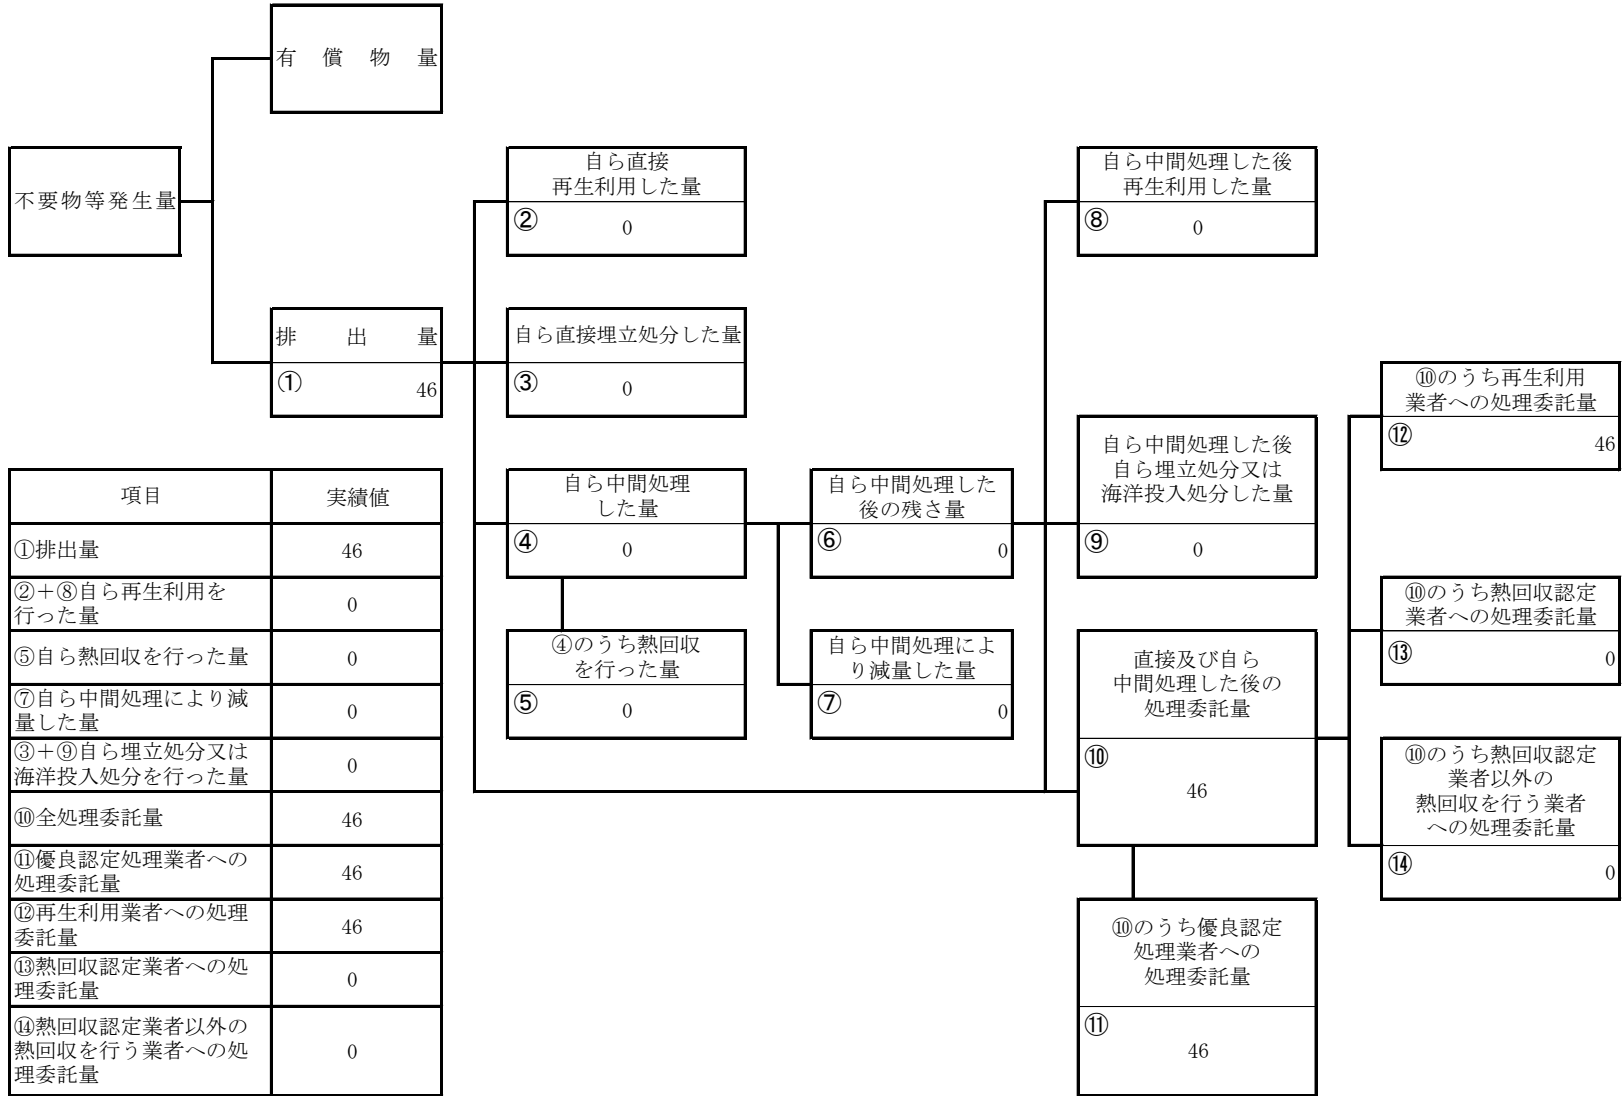 有償物量
不要物等発生量
排出量
① 46
自ら直接
再生利用した量
② 0
自ら直接埋立処分した量
③ 0
自ら中間処理
した量
④ 0
④のうち熱回収
を行った量
⑤ 0
自ら中間処理した
後の残さ量
⑥ 0
自ら中間処理によ
り減量した量
⑦ 0
自ら中間処理した後
再生利用した量
⑧ 0
自ら中間処理した後
自ら埋立処分又は
海洋投入処分した量
⑨ 0
直接及び自ら
中間処理した後の
処理委託量
⑩
46
⑩のうち優良認定
処理業者への
処理委託量
⑪
46
⑩のうち再生利用
業者への処理委託量
⑫ 46
⑩のうち熱回収認定
業者への処理委託量
⑬ 0
⑩のうち熱回収認定
業者以外の
熱回収を行う業者
への処理委託量
⑭ 0
項目 実績値
①排出量 46
②+⑧自ら再生利用を
行った量 0
⑤自ら熱回収を行った量 0
⑦自ら中間処理により減
量した量 0
③+⑨自ら埋立処分又は
海洋投入処分を行った量 0
⑩全処理委託量 46
⑪優良認定処理業者への
処理委託量 46
⑫再生利用業者への処理
委託量 46
⑬熱回収認定業者への処
理委託量 0
⑭熱回収認定業者以外の
熱回収を行う業者への処 0
理委託量